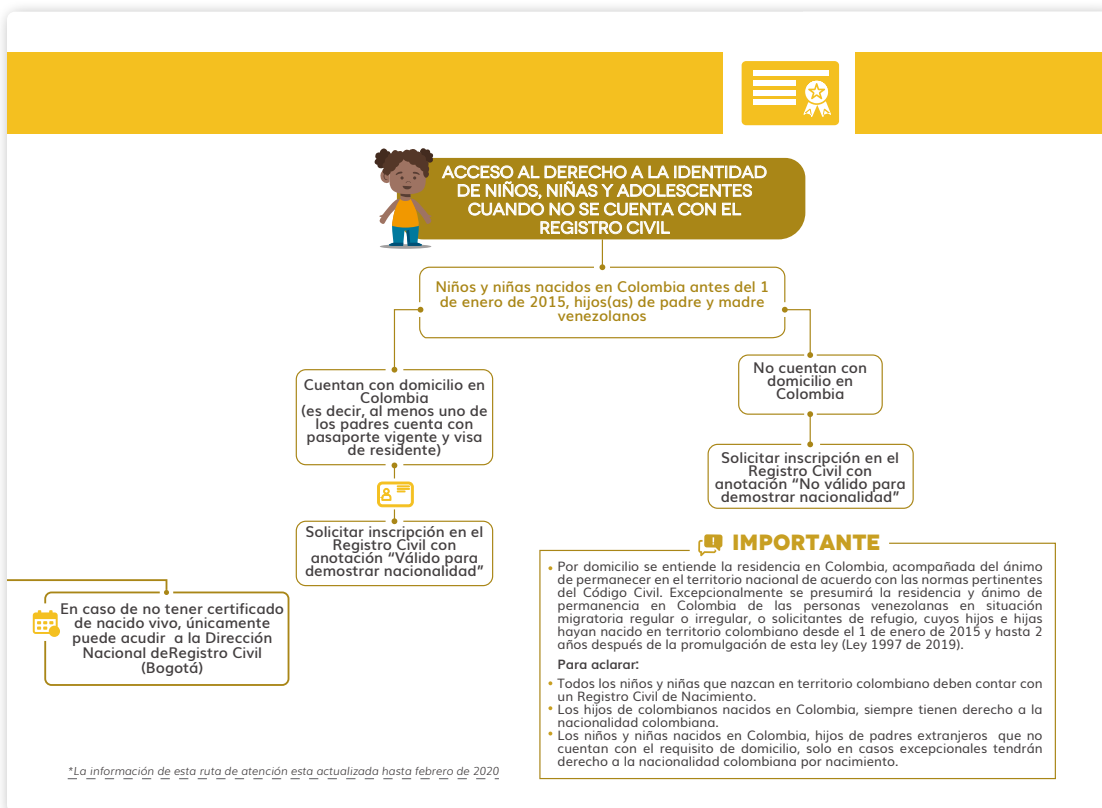 ACCESO AL DERECHO A LA IDENTIDAD
DE NIÑOS, NIÑAS Y ADOLESCENTES
CUANDO NO SE CUENTA CON EL
REGISTRO CIVIL
Niños y niñas nacidos en Colombia antes del 1
de enero de 2015, hijos(as) de padre y madre
venezolanos
Cuentan con domicilio en
Colombia
(es decir, al menos uno de
los padres cuenta con
pasaporte vigente y visa
de residente)
Solicitar inscripción en el
Registro Civil con
anotación “Válido para
demostrar nacionalidad”
No cuentan con
domicilio en
Colombia
Solicitar inscripción en el
Registro Civil con
anotación “No válido para
demostrar nacionalidad”
En caso de no tener certificado
de nacido vivo, únicamente
puede acudir a la Dirección
Nacional deRegistro Civil
(Bogotá)
IMPORTANTE
• Por domicilio se entiende la residencia en Colombia, acompañada del ánimo
de permanecer en el territorio nacional de acuerdo con las normas pertinentes
del Código Civil. Excepcionalmente se presumirá la residencia y ánimo de
permanencia en Colombia de las personas venezolanas en situación
migratoria regular o irregular, o solicitantes de refugio, cuyos hijos e hijas
hayan nacido en territorio colombiano desde el 1 de enero de 2015 y hasta 2
años después de la promulgación de esta ley (Ley 1997 de 2019).
Para aclarar:
• Todos los niños y niñas que nazcan en territorio colombiano deben contar con
un Registro Civil de Nacimiento.
• Los hijos de colombianos nacidos en Colombia, siempre tienen derecho a la
nacionalidad colombiana.
• Los niños y niñas nacidos en Colombia, hijos de padres extranjeros que no
cuentan con el requisito de domicilio, solo en casos excepcionales tendrán
derecho a la nacionalidad colombiana por nacimiento.
*La información de esta ruta de atención esta actualizada hasta febrero de 2020